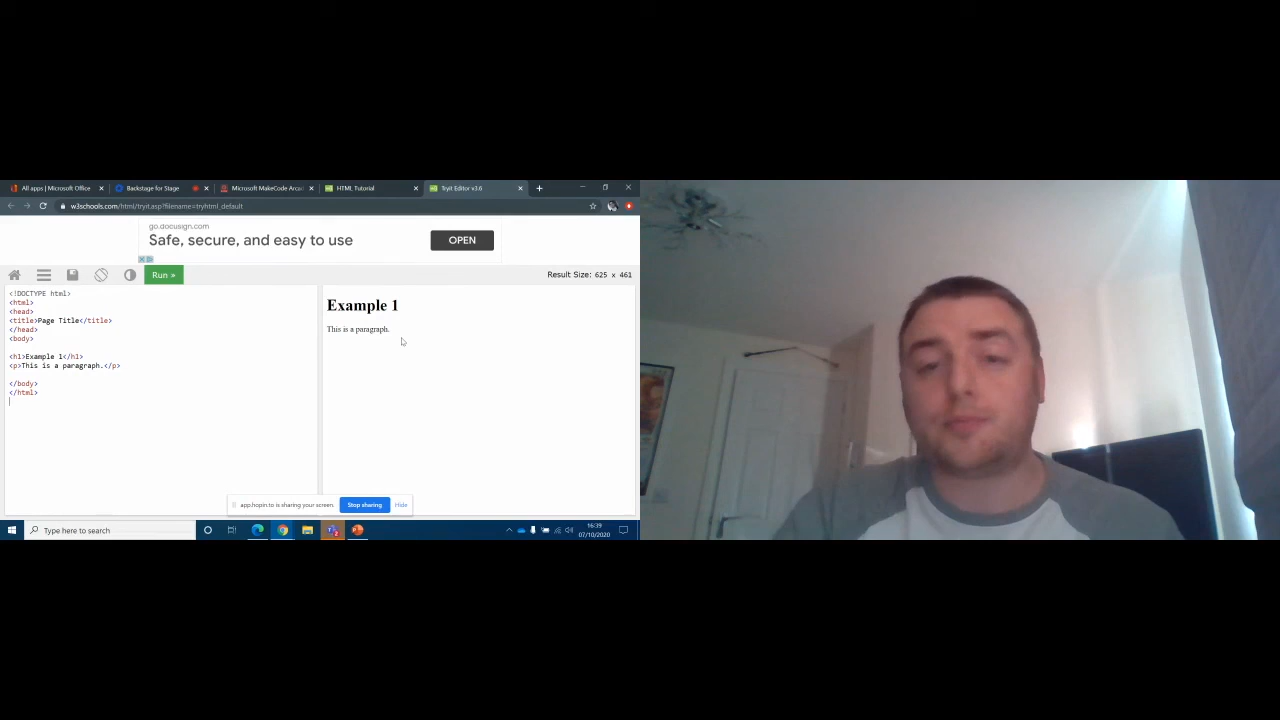 All apps | Microsoft Office
Backstage for Stage
Microsoft MakeCode Arca
HTML Tutorial
Tryit Editor v3.6
w3schools.com/html/tryit.asp?filename=tryhtml_default
go.docusign.com
Safe, secure, and easy to use
OPEN
Run »
Result Size: 625 x 461
<!DOCTYPE html>
<html>
<head>
<title>Page Title</title>
</head>
<body>
<h1>Example 1</h1>
<p>This is a paragraph.</p>
</body>
</html>
Example 1
This is a paragraph.
app.hopin.to is sharing your screen.
Stop sharing
Hide
Type here to search
16:39
07/10/2020